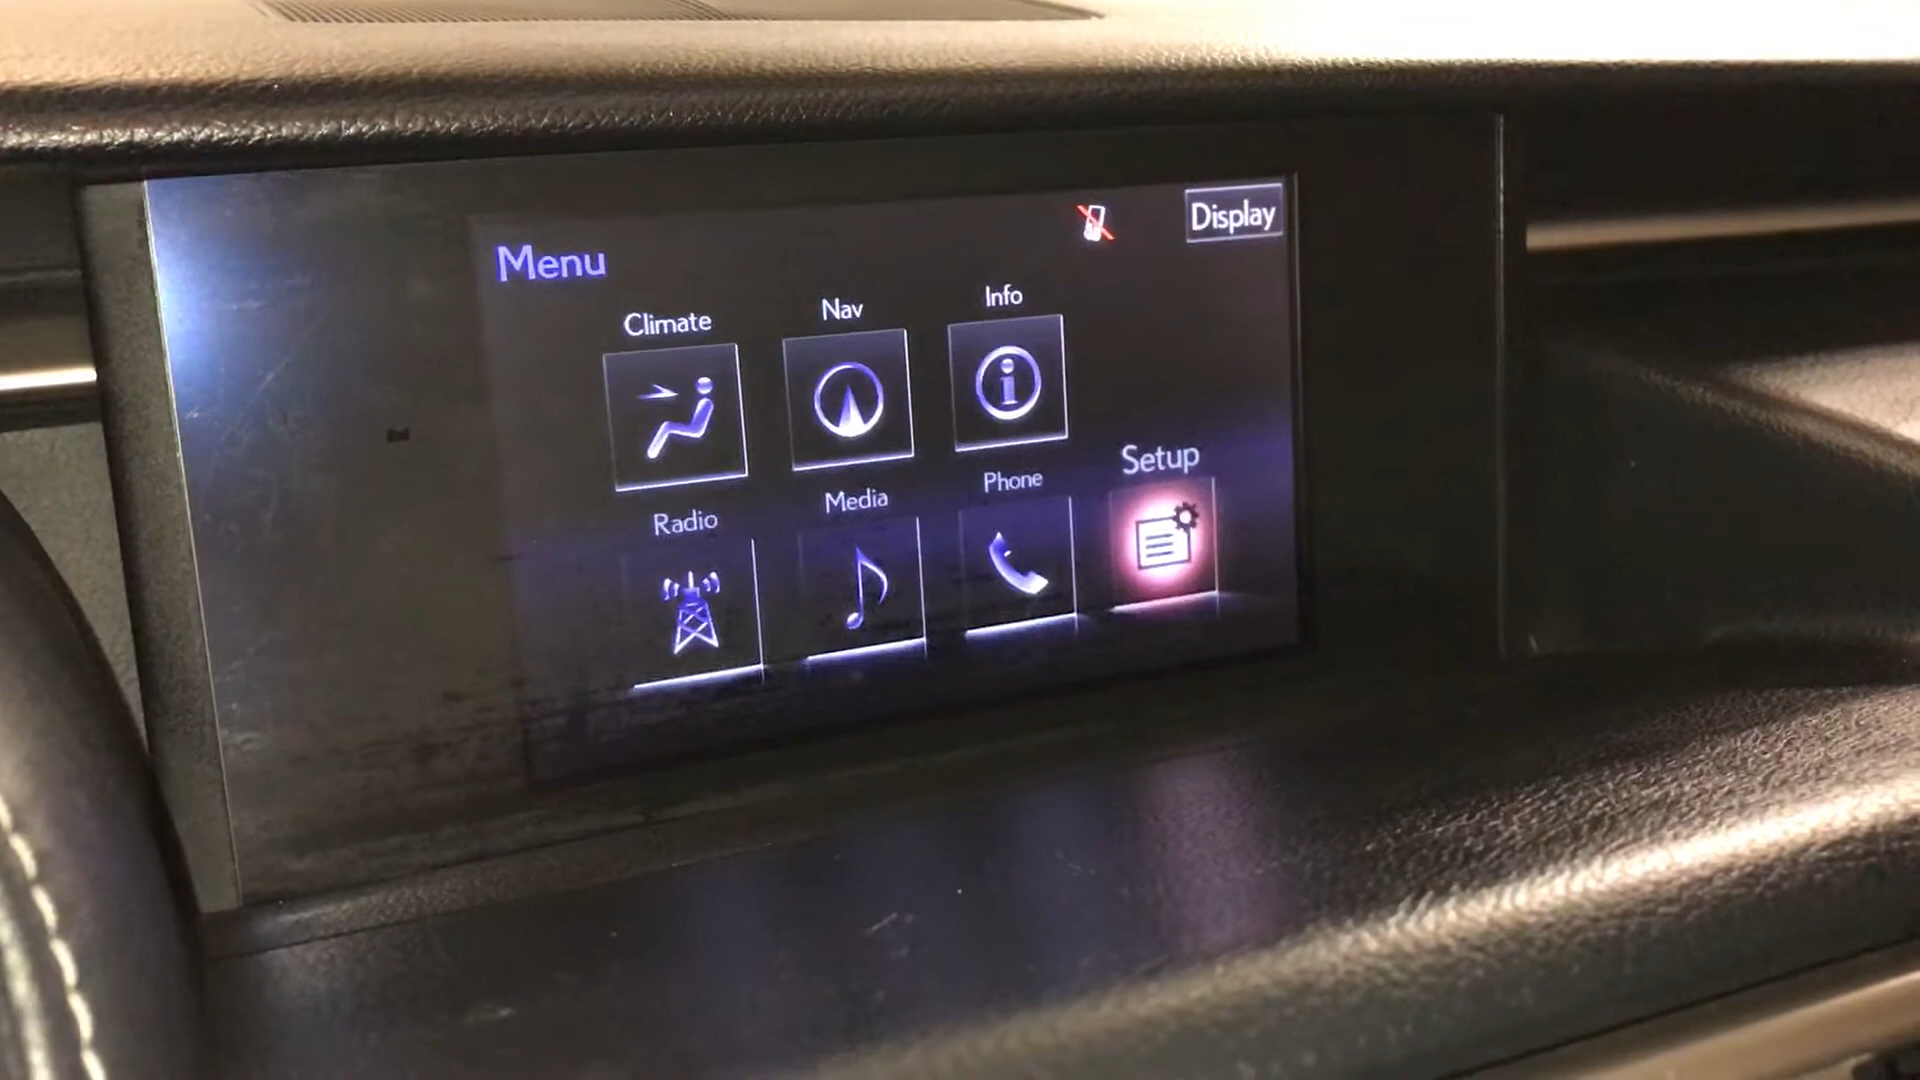 Display
Menu
Climate
Nav
Info
Radio
Media
Phone
Setup